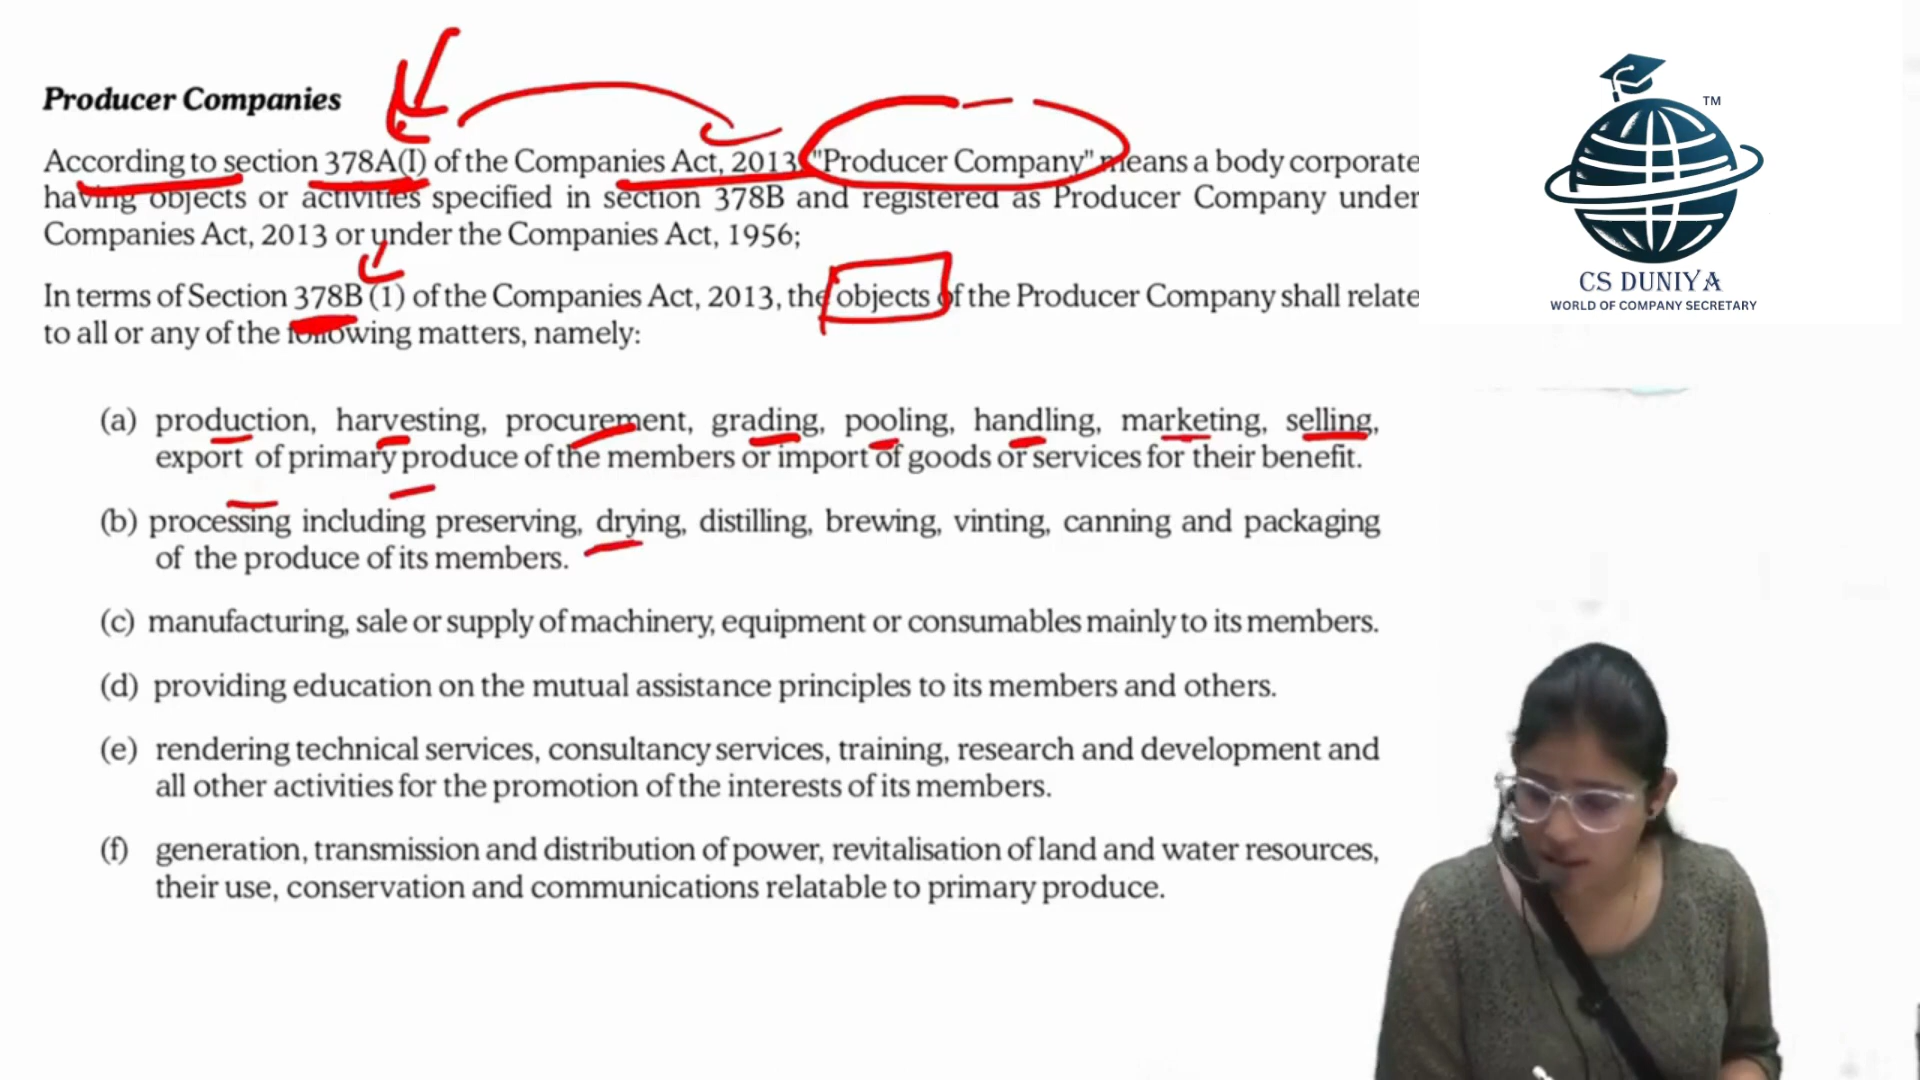 Producer Companies
According to section 378A(I) of the Companies Act, 2013, "Producer Company" means a body corporate
having objects or activities specified in section 378B and registered as Producer Company under
Companies Act, 2013 or under the Companies Act, 1956;
In terms of Section 378B (1) of the Companies Act, 2013, the objects of the Producer Company shall relate
to all or any of the following matters, namely:
(a) production, harvesting, procurement, grading, pooling, handling, marketing, selling,
export of primary produce of the members or import of goods or services for their benefit.
(b) processing including preserving, drying, distilling, brewing, vinting, canning and packaging
of the produce of its members.
(c) manufacturing, sale or supply of machinery, equipment or consumables mainly to its members.
(d) providing education on the mutual assistance principles to its members and others.
(e) rendering technical services, consultancy services, training, research and development and
all other activities for the promotion of the interests of its members.
(f) generation, transmission and distribution of power, revitalisation of land and water resources,
their use, conservation and communications relatable to primary produce.
TM
CS DUNIYA
WORLD OF COMPANY SECRETARY